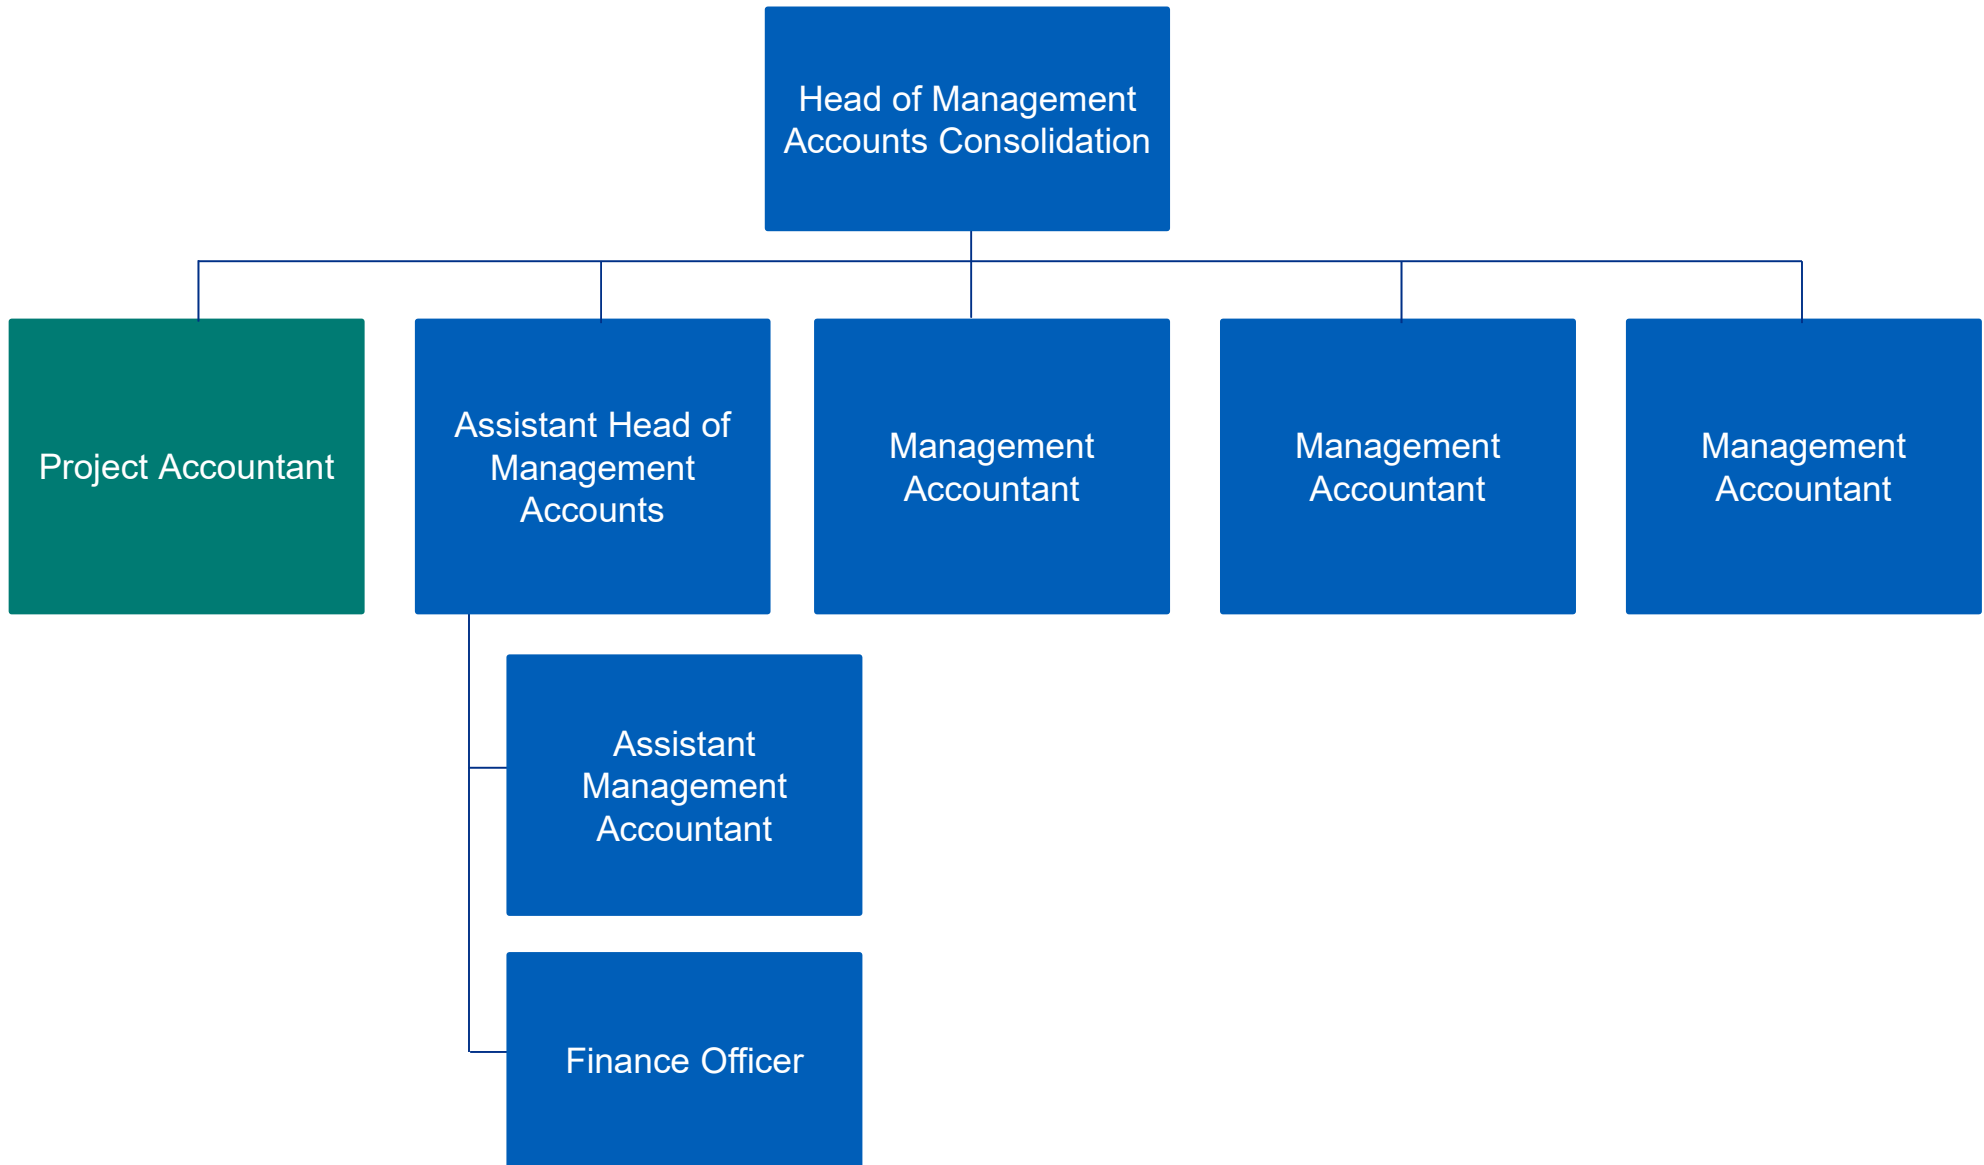 Head of Management
Accounts Consolidation
Project Accountant
Assistant Head of
Management
Accounts
Management
Accountant
Management
Accountant
Management
Accountant
Assistant
Management
Accountant
Finance Officer